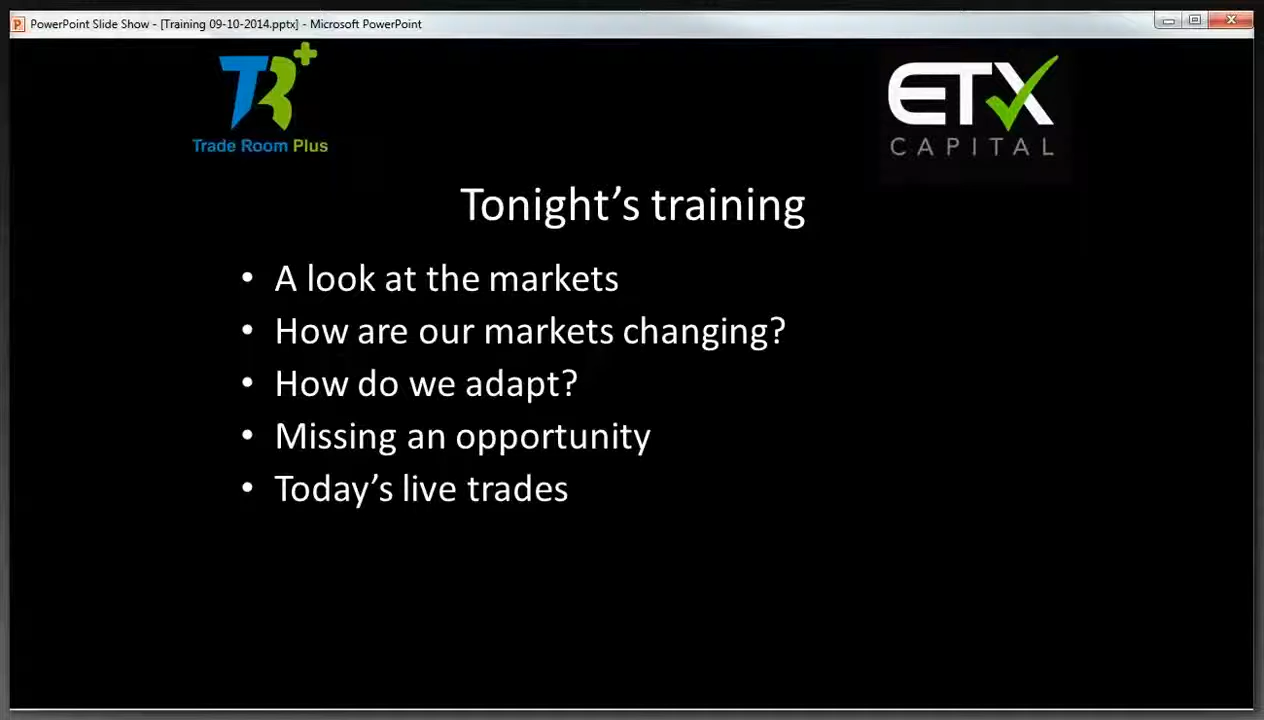 PowerPoint Slide Show - [Training 09-10-2014.pptx] - Microsoft PowerPoint
TR+
Trade Room Plus
ETX
CAPITAL
Tonight’s training
• A look at the markets
• How are our markets changing?
• How do we adapt?
• Missing an opportunity
• Today’s live trades